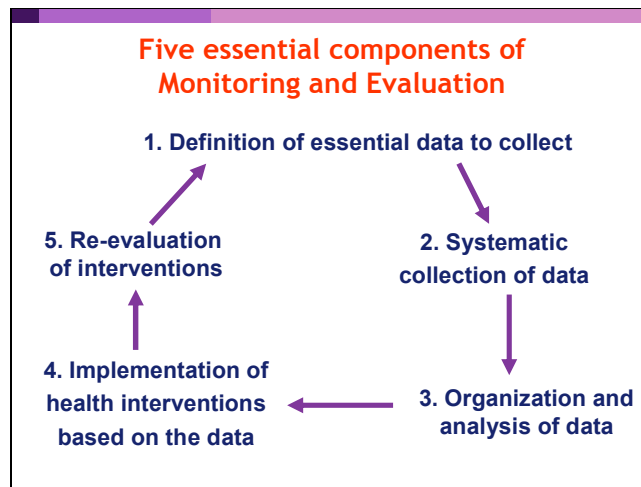 Five essential components of
Monitoring and Evaluation
1. Definition of essential data to collect
2. Systematic
collection of data
3. Organization and
analysis of data
4. Implementation of
health interventions
based on the data
5. Re-evaluation
of interventions